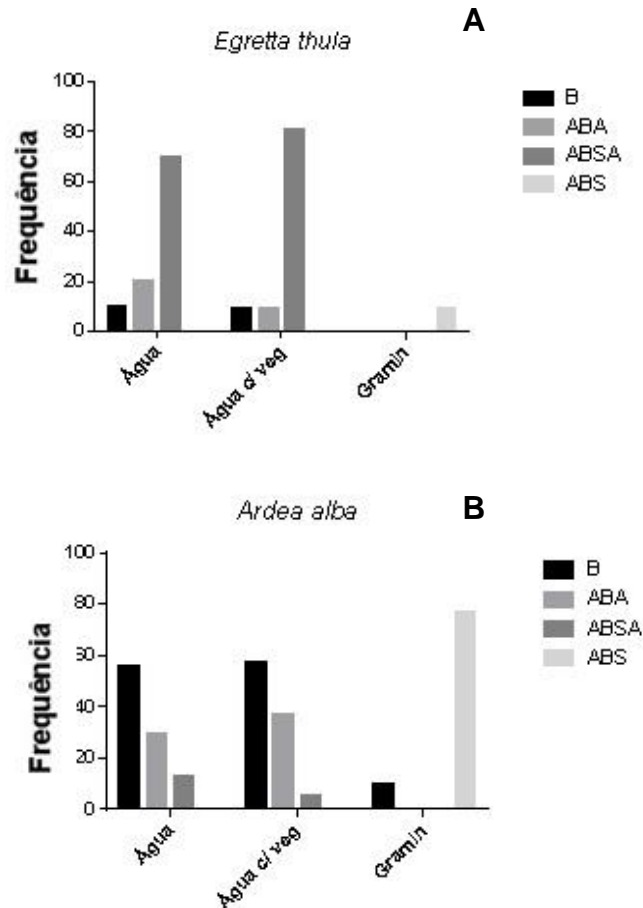 A
Egretta thula
Frequência
100
80
60
40
20
0
Água
Água c/ veg
Gramin
B
ABA
ABSA
ABS
B
Ardea alba
Frequência
100
80
60
40
20
0
Água
Água c/ veg
Gramin
B
ABA
ABSA
ABS